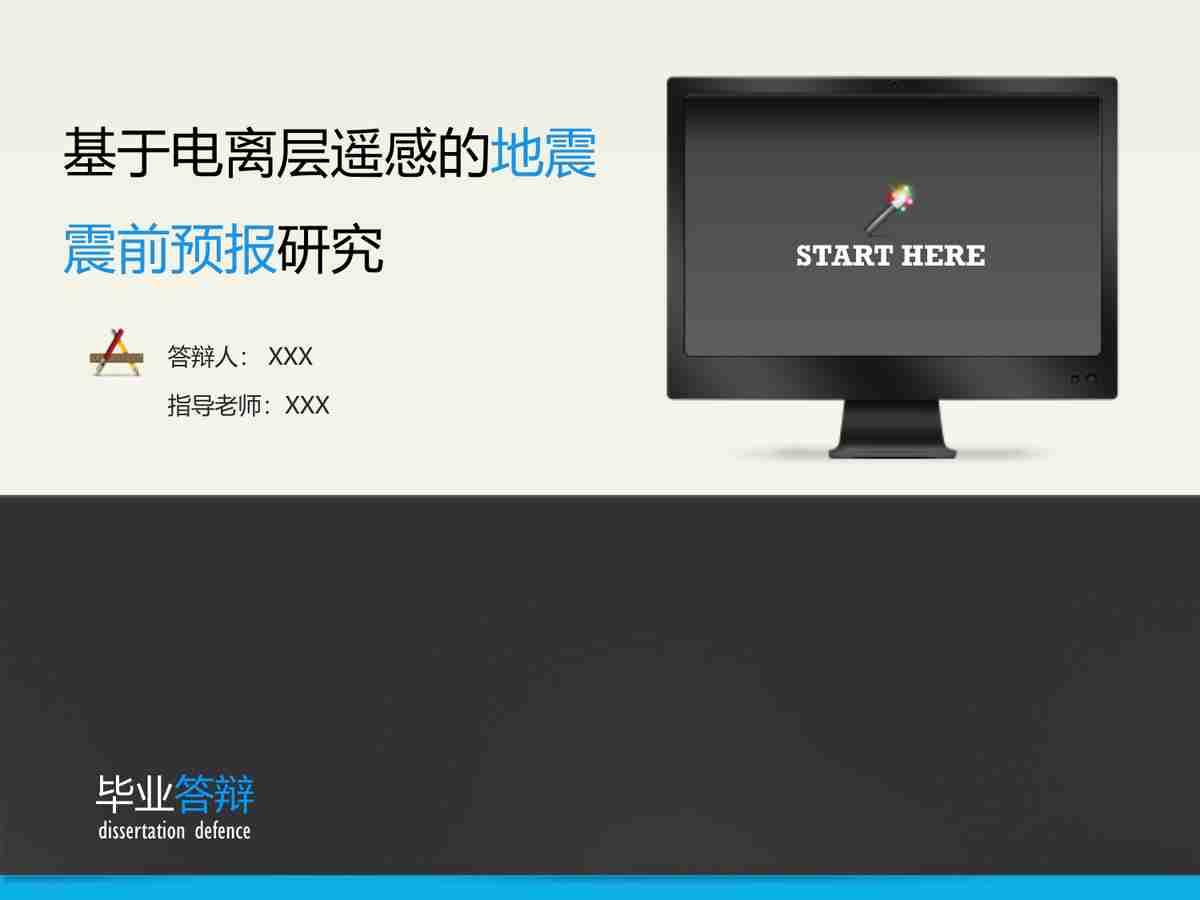 基于电离层遥感的地震
震前预报研究
答辩人： XXX
指导老师：XXX
START HERE
毕业答辩
dissertation defence